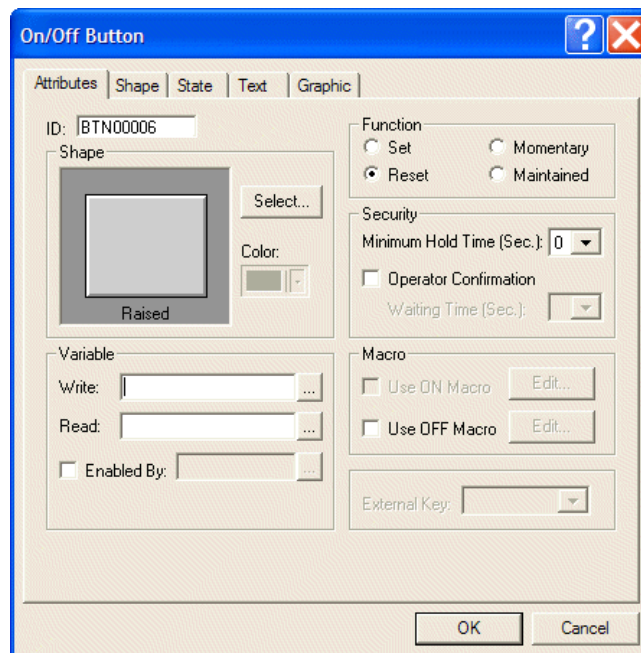 On/Off Button
Attributes Shape State Text Graphic
ID: BTN00006
Shape
Select...
Color:
Raised
Function
Set Momentary
Reset Maintained
Security
Minimum Hold Time (Sec.): 0
Operator Confirmation
Waiting Time (Sec.):
Variable
Write: ...
Read: ...
Enabled By: ...
Macro
Use ON Macro Edit...
Use OFF Macro Edit...
External Key:
OK Cancel